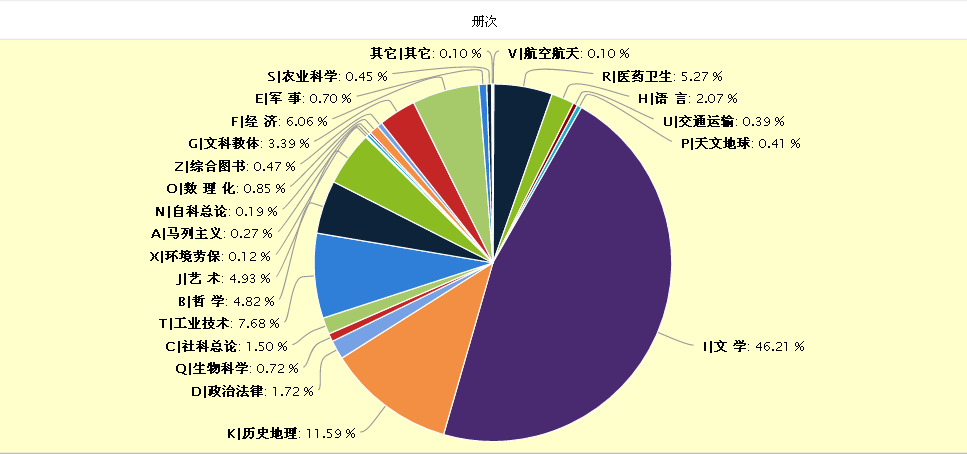 册次
其它|其它: 0.10 %
V|航空航天: 0.10 %
S|农业科学: 0.45 %
R|医药卫生: 5.27 %
E|军 事: 0.70 %
H|语 言: 2.07 %
F|经 济: 6.06 %
U|交通运输: 0.39 %
G|文科教体: 3.39 %
P|天文地球: 0.41 %
Z|综合图书: 0.47 %
O|数 理 化: 0.85 %
N|自科总论: 0.19 %
A|马列主义: 0.27 %
X|环境劳保: 0.12 %
J|艺 术: 4.93 %
B|哲 学: 4.82 %
T|工业技术: 7.68 %
C|社科总论: 1.50 %
I|文 学: 46.21 %
Q|生物科学: 0.72 %
D|政治法律: 1.72 %
K|历史地理: 11.59 %